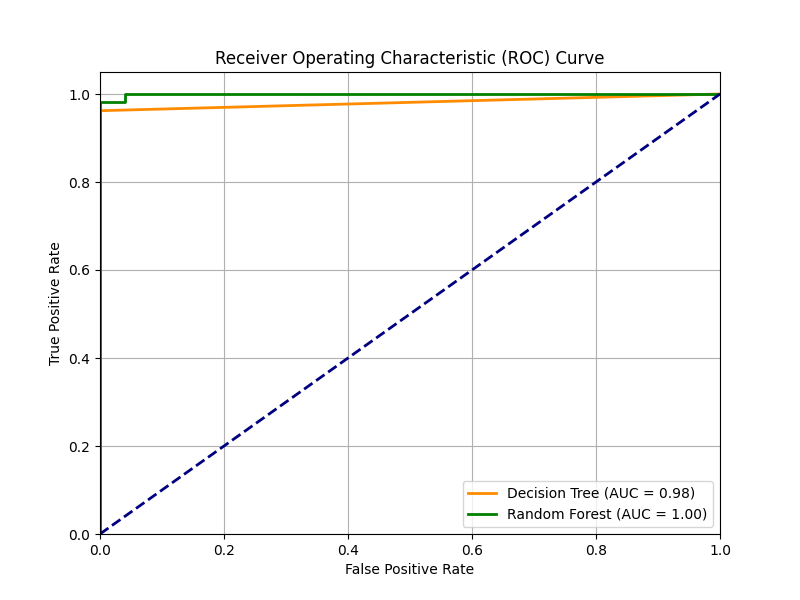 Receiver Operating Characteristic (ROC) Curve
True Positive Rate
1.0
0.8
0.6
0.4
0.2
0.0
Decision Tree (AUC = 0.98)
Random Forest (AUC = 1.00)
0.0 0.2 0.4 0.6 0.8 1.0
False Positive Rate